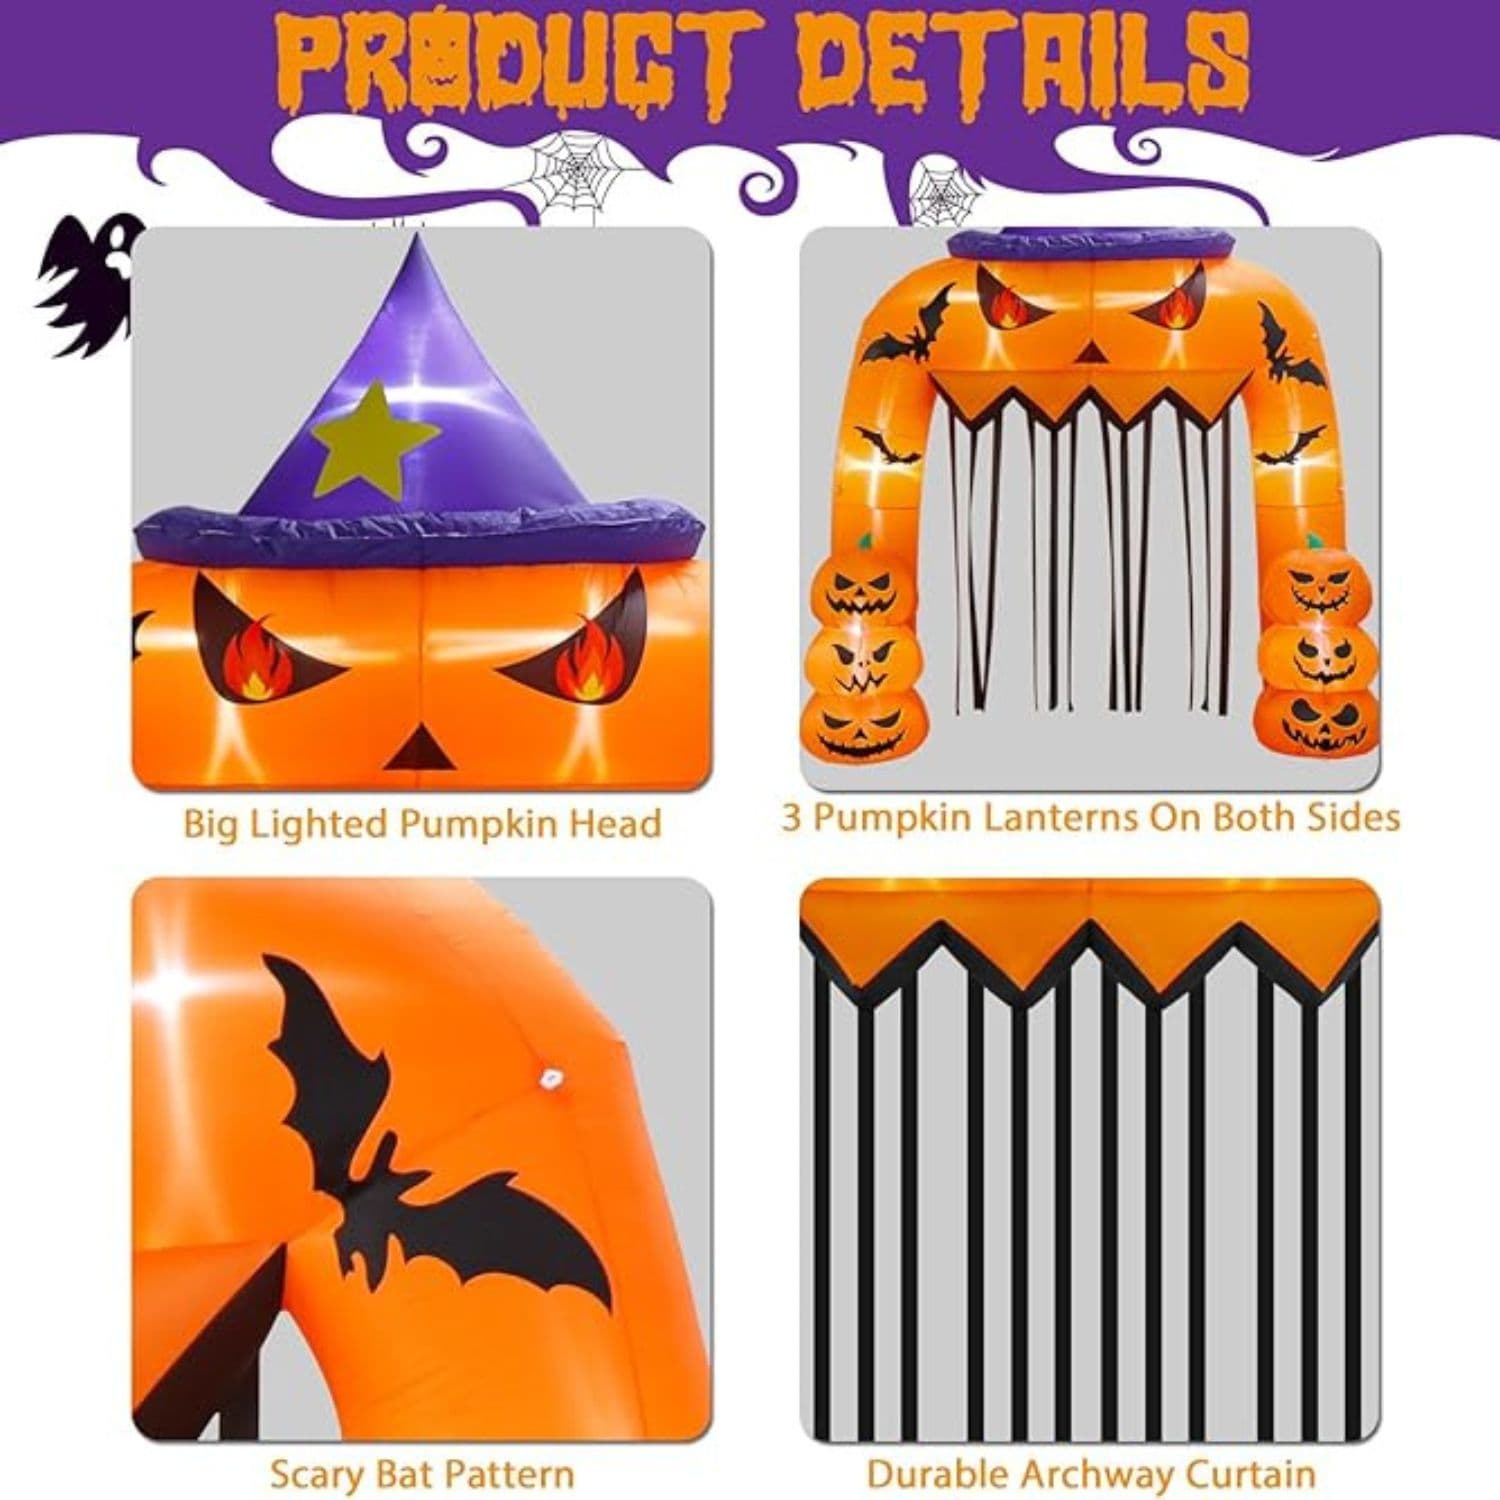 PRODUCT DETAILS
Big Lighted Pumpkin Head
3 Pumpkin Lanterns On Both Sides
Scary Bat Pattern
Durable Archway Curtain